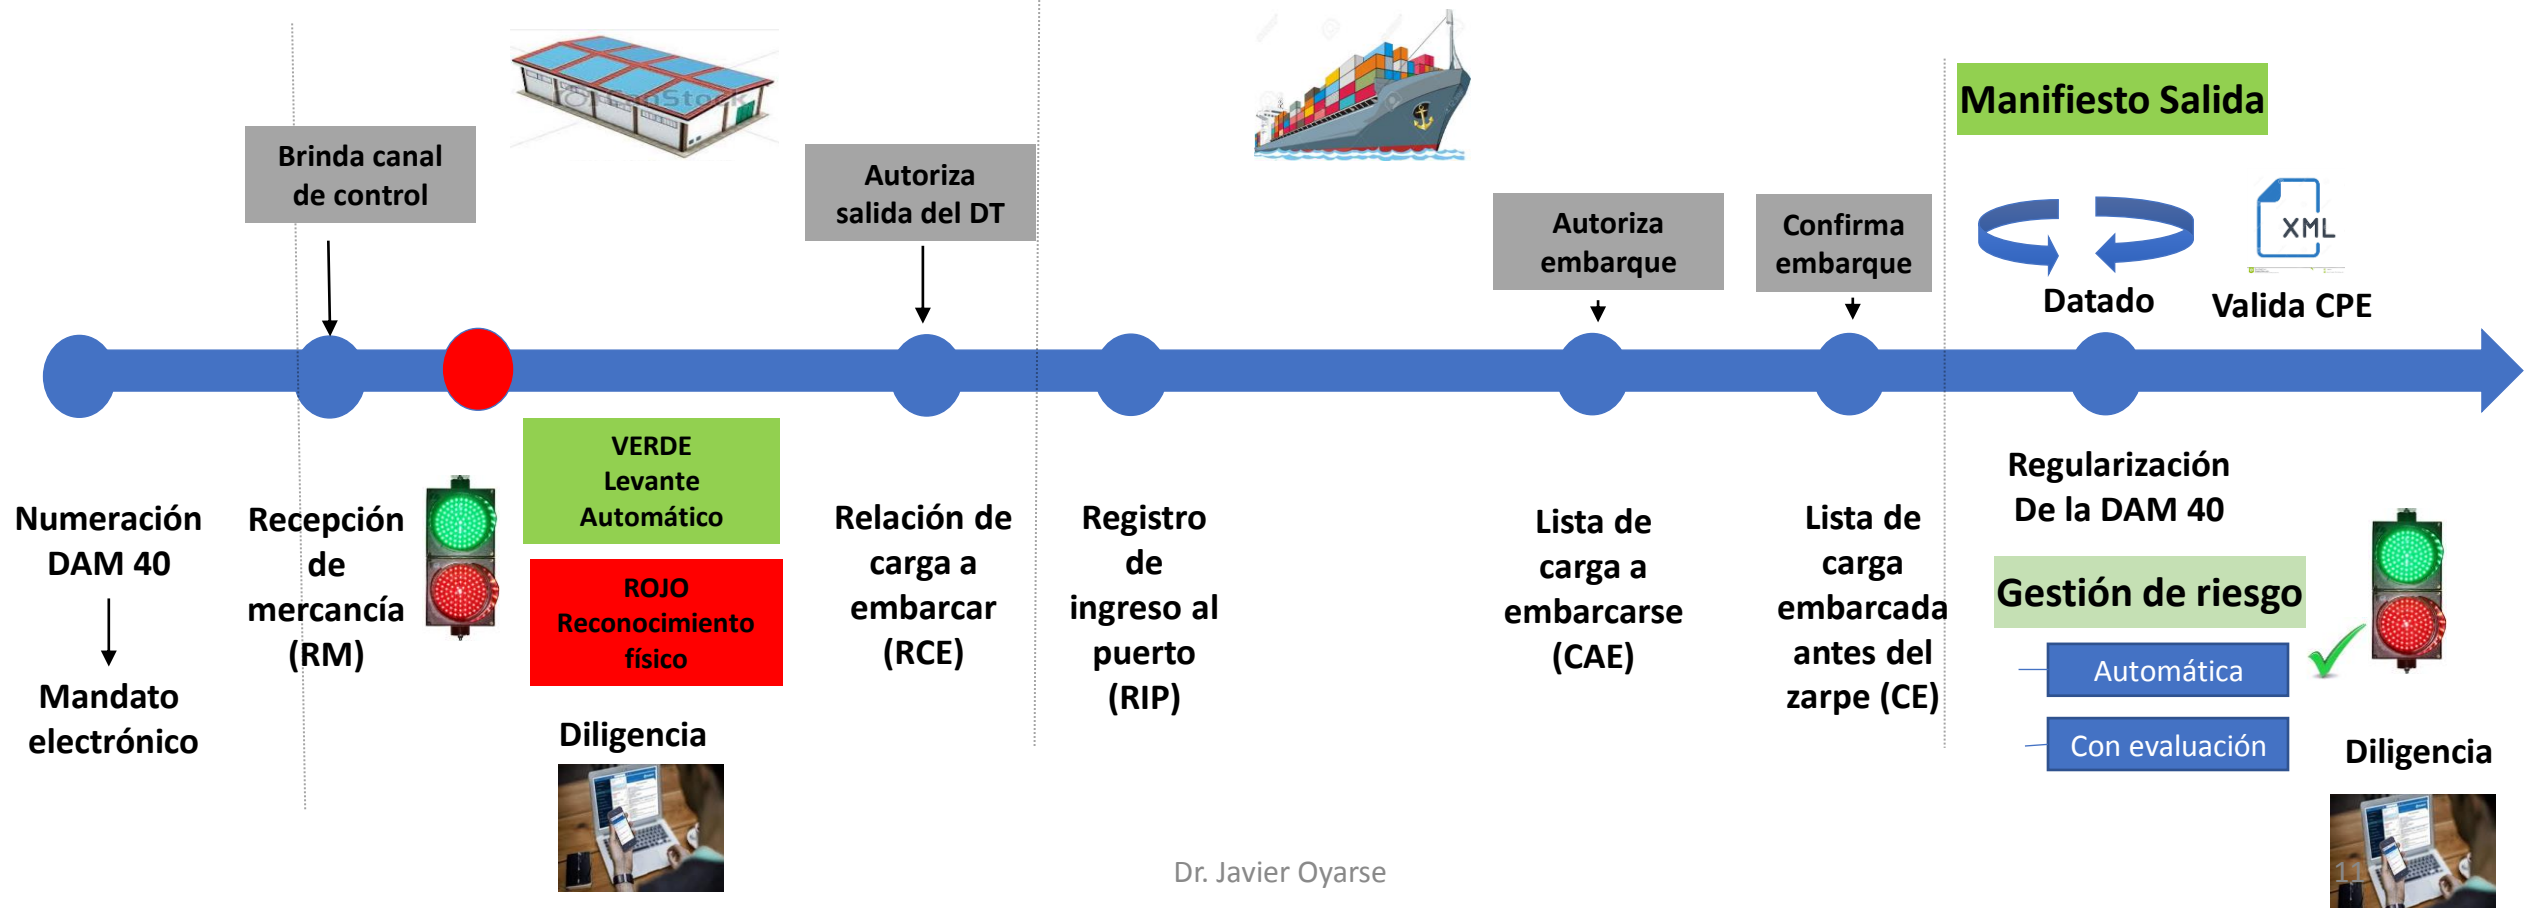 Brinda canal
de control
CanStock
Autoriza
salida del DT
Autoriza
embarque
Confirma
embarque
Manifiesto Salida
XML
Datado
Valida CPE
Numeración
DAM 40
Mandato
electrónico
Recepción
de
mercancía
(RM)
VERDE
Levante
Automático
ROJO
Reconocimiento
físico
Diligencia
Relación de
carga a
embarcar
(RCE)
Registro
de
ingreso al
puerto
(RIP)
Lista de
carga a
embarcarse
(CAE)
Lista de
carga
embarcada
antes del
zarpe (CE)
Regularización
De la DAM 40
Gestión de riesgo
Automática
Con evaluación
Diligencia
Dr. Javier Oyarse
11